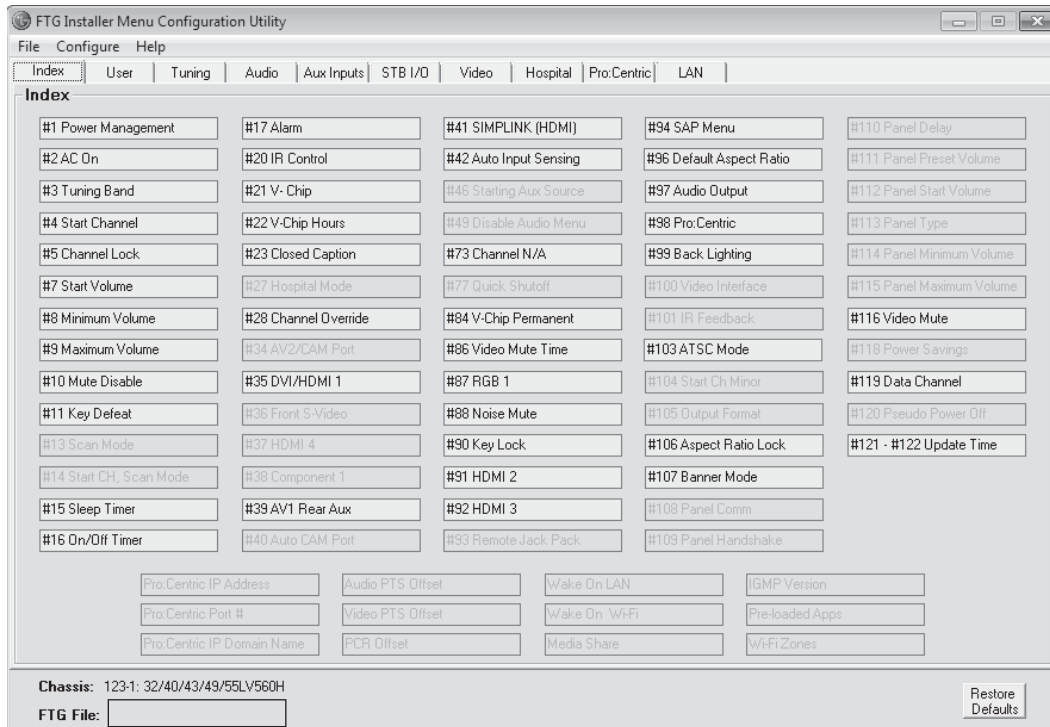 FTG Installer Menu Configuration Utility
File Configure Help
Index User Tuning Audio Aux Inputs STB I/O Video Hospital Pro:Centric LAN
Index
#1 Power Management #17 Alarm #41 SIMPLINK (HDMI) #94 SAP Menu #110 Panel Delay
#2 AC On #20 IR Control #42 Auto Input Sensing #96 Default Aspect Ratio #111 Panel Preset Volume
#3 Tuning Band #21 V- Chip #46 Starting Aux Source #97 Audio Output #112 Panel Start Volume
#4 Start Channel #22 V-Chip Hours #49 Disable Audio Menu #98 Pro:Centric #113 Panel Type
#5 Channel Lock #23 Closed Caption #73 Channel N/A #99 Back Lighting #114 Panel Minimum Volume
#7 Start Volume #27 Hospital Mode #77 Quick Shutoff #100 Video Interface #115 Panel Maximum Volume
#8 Minimum Volume #28 Channel Override #84 V-Chip Permanent #101 IR Feedback #116 Video Mute
#9 Maximum Volume #34 AV2/CAM Port #86 Video Mute Time #103 ATSC Mode #118 Power Savings
#10 Mute Disable #35 DVI/HDMI 1 #87 RGB 1 #104 Start Ch Minor #119 Data Channel
#11 Key Defeat #36 Front S-Video #88 Noise Mute #105 Output Format #120 Pseudo Power Off
#13 Scan Mode #37 HDMI 4 #90 Key Lock #106 Aspect Ratio Lock #121 - #122 Update Time
#14 Start CH, Scan Mode #38 Component 1 #91 HDMI 2 #107 Banner Mode
#15 Sleep Timer #39 AV1 Rear Aux #92 HDMI 3 #108 Panel Comm
#16 On/Off Timer #40 Auto CAM Port #93 Remote Jack Pack #109 Panel Handshake
Pro:Centric IP Address Audio PTS Offset Wake On LAN IGMP Version
Pro:Centric Port # Video PTS Offset Wake On Wi-Fi Pre-loaded Apps
Pro:Centric IP Domain Name PCR Offset Media Share Wi-Fi Zones
Chassis: 123-1: 32/40/43/49/55LV560H
FTG File:
Restore
Defaults